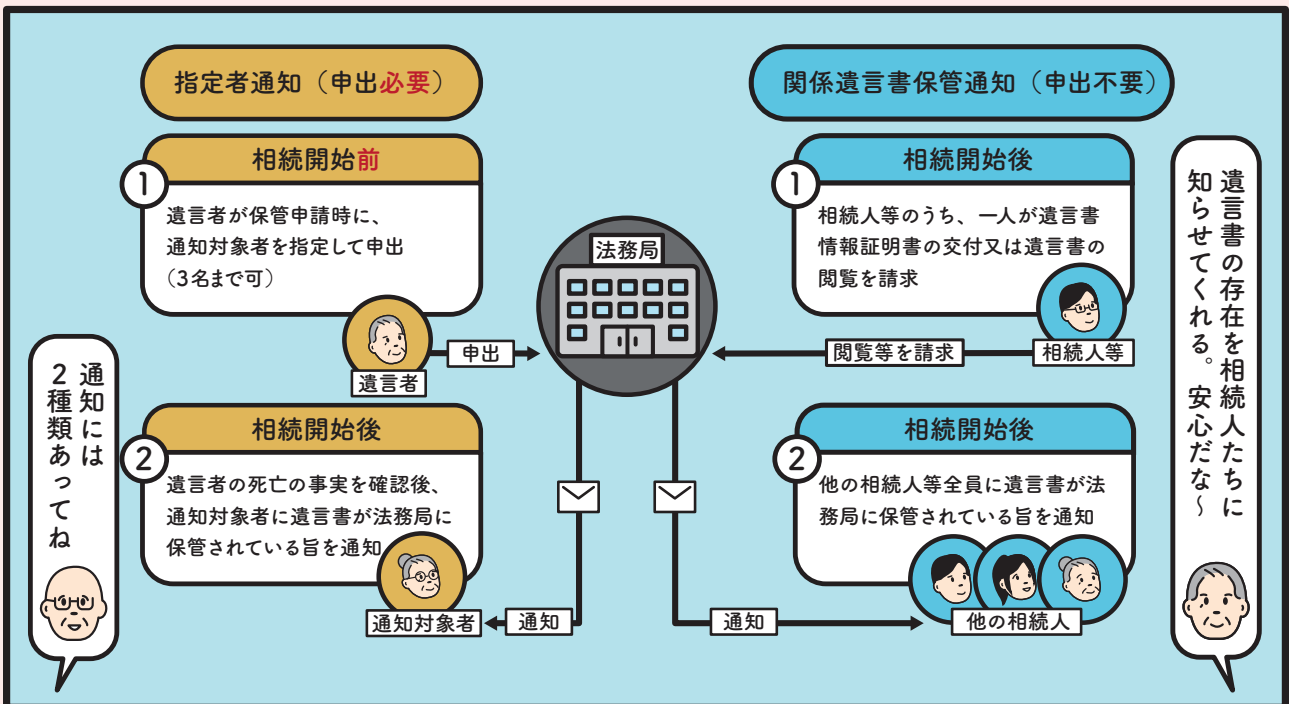 指定者通知（申出必要）
相続開始前
1
遺言者が保管申請時に、
通知対象者を指定して申出
（3名まで可）
遺言者
申出
相続開始後
2
遺言者の死亡の事実を確認後、
通知対象者に遺言書が法務局に
保管されている旨を通知
通知対象者
通知
法務局
関係遺言書保管通知（申出不要）
相続開始後
1
相続人等のうち、一人が遺言書
情報証明書の交付又は遺言書の
閲覧を請求
閲覧等を請求
相続人等
相続開始後
2
他の相続人等全員に遺言書が法
務局に保管されている旨を通知
通知
他の相続人
遺言書の存在を相続人たちに
知らせてくれる。安心だな～
通知には
2種類あってね